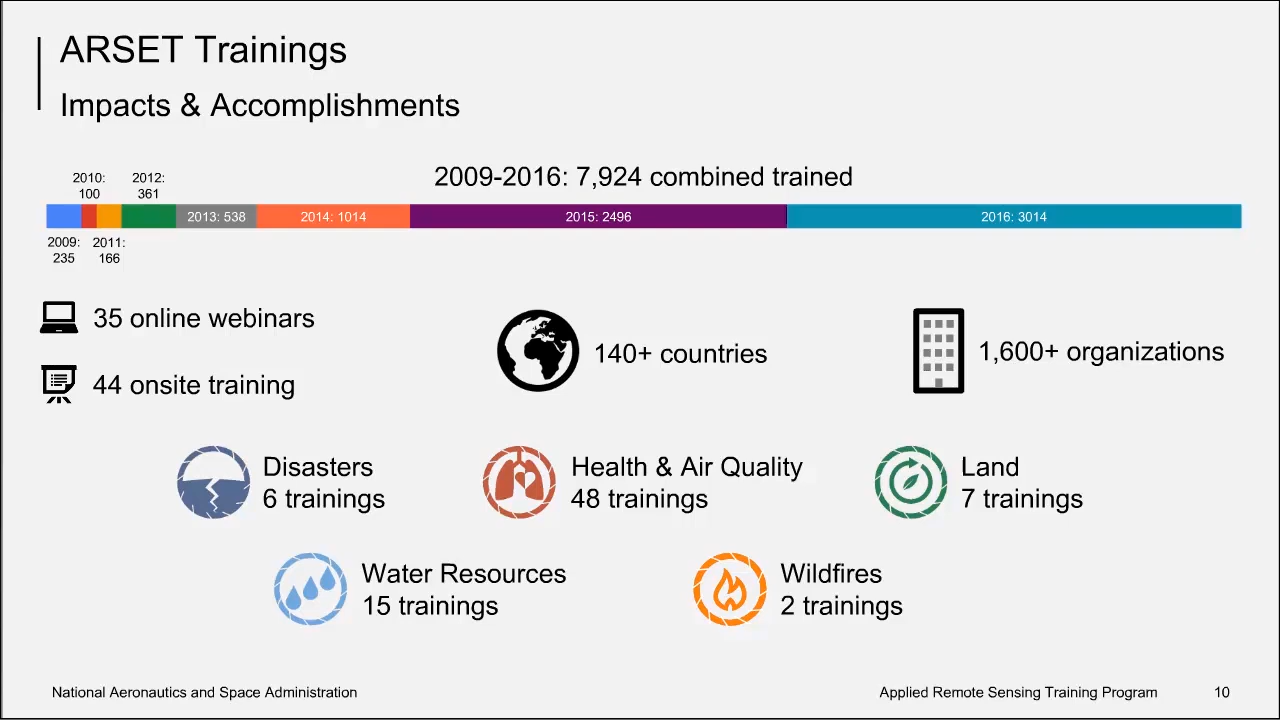 ARSET Trainings
Impacts & Accomplishments
2009-2016: 7,924 combined trained
2010:
100
2012:
361
2013: 538
2014: 1014
2015: 2496
2016: 3014
2009:
235
2011:
166
35 online webinars
44 onsite training
140+ countries
1,600+ organizations
Disasters
6 trainings
Health & Air Quality
48 trainings
Land
7 trainings
Water Resources
15 trainings
Wildfires
2 trainings
National Aeronautics and Space Administration
Applied Remote Sensing Training Program
10